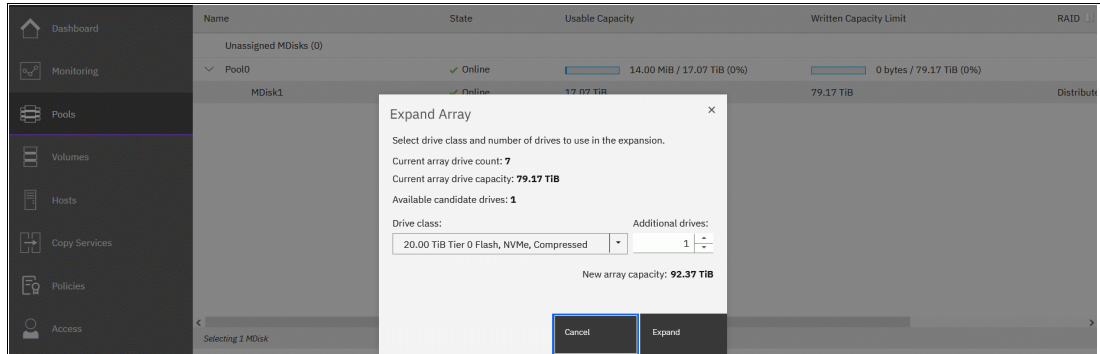 Name State Usable Capacity Written Capacity Limit RAID
Dashboard
Unassigned MDisks (0)
Monitoring
Pool0 Online 14.00 MiB / 17.07 TiB (0%) 0 bytes / 79.17 TiB (0%)
MDisk1 Online 17.07 TiB 79.17 TiB Distribute
Pools
Volumes
Hosts
Copy Services
Policies
Access
Expand Array
Select drive class and number of drives to use in the expansion.
Current array drive count: 7
Current array drive capacity: 79.17 TiB
Available candidate drives: 1
Drive class: Additional drives:
20.00 TiB Tier 0 Flash, NVMe, Compressed 1
New array capacity: 92.37 TiB
Cancel Expand
Selecting 1 MDisk